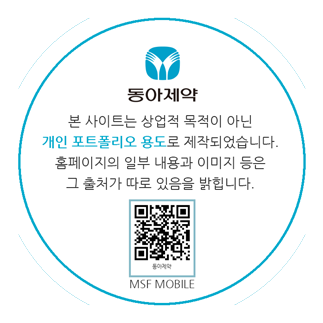 동아제약
본 사이트는 상업적 목적이 아닌
개인 포트폴리오 용도로 제작되었습니다.
홈페이지의 일부 내용과 이미지 등은
그 출처가 따로 있음을 밝힙니다.
동아제약
MSF MOBILE